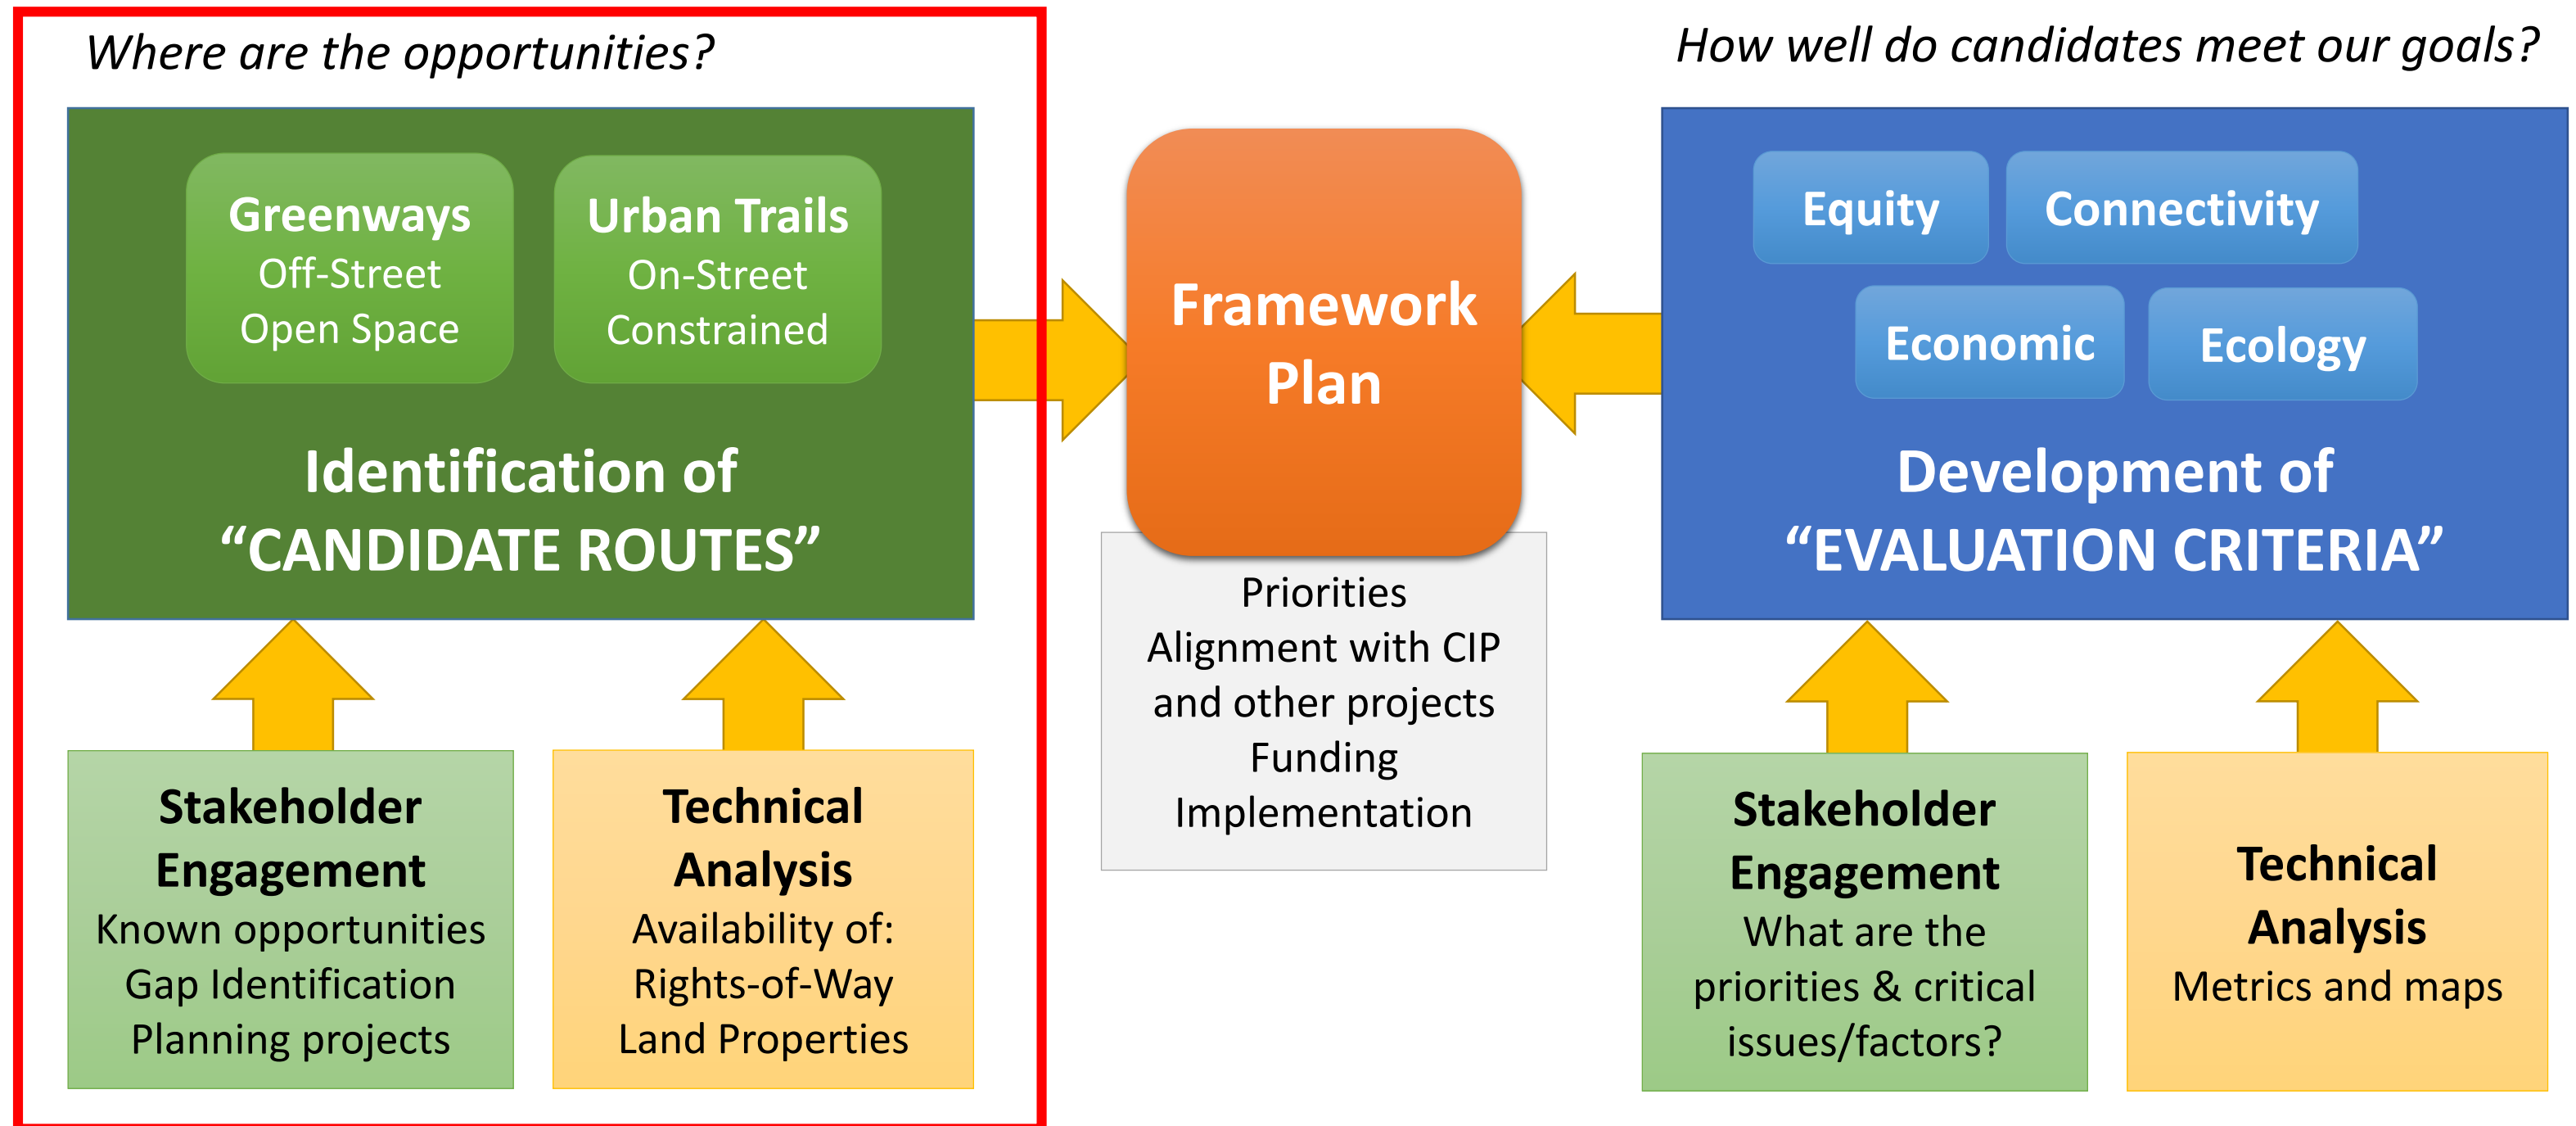 Where are the opportunities?
Greenways
Off-Street
Open Space
Urban Trails
On-Street
Constrained
Identification of
“CANDIDATE ROUTES”
Stakeholder
Engagement
Known opportunities
Gap Identification
Planning projects
Technical
Analysis
Availability of:
Rights-of-Way
Land Properties
Framework
Plan
Priorities
Alignment with CIP
and other projects
Funding
Implementation
How well do candidates meet our goals?
Equity
Connectivity
Economic
Ecology
Development of
“EVALUATION CRITERIA”
Stakeholder
Engagement
What are the
priorities & critical
issues/factors?
Technical
Analysis
Metrics and maps